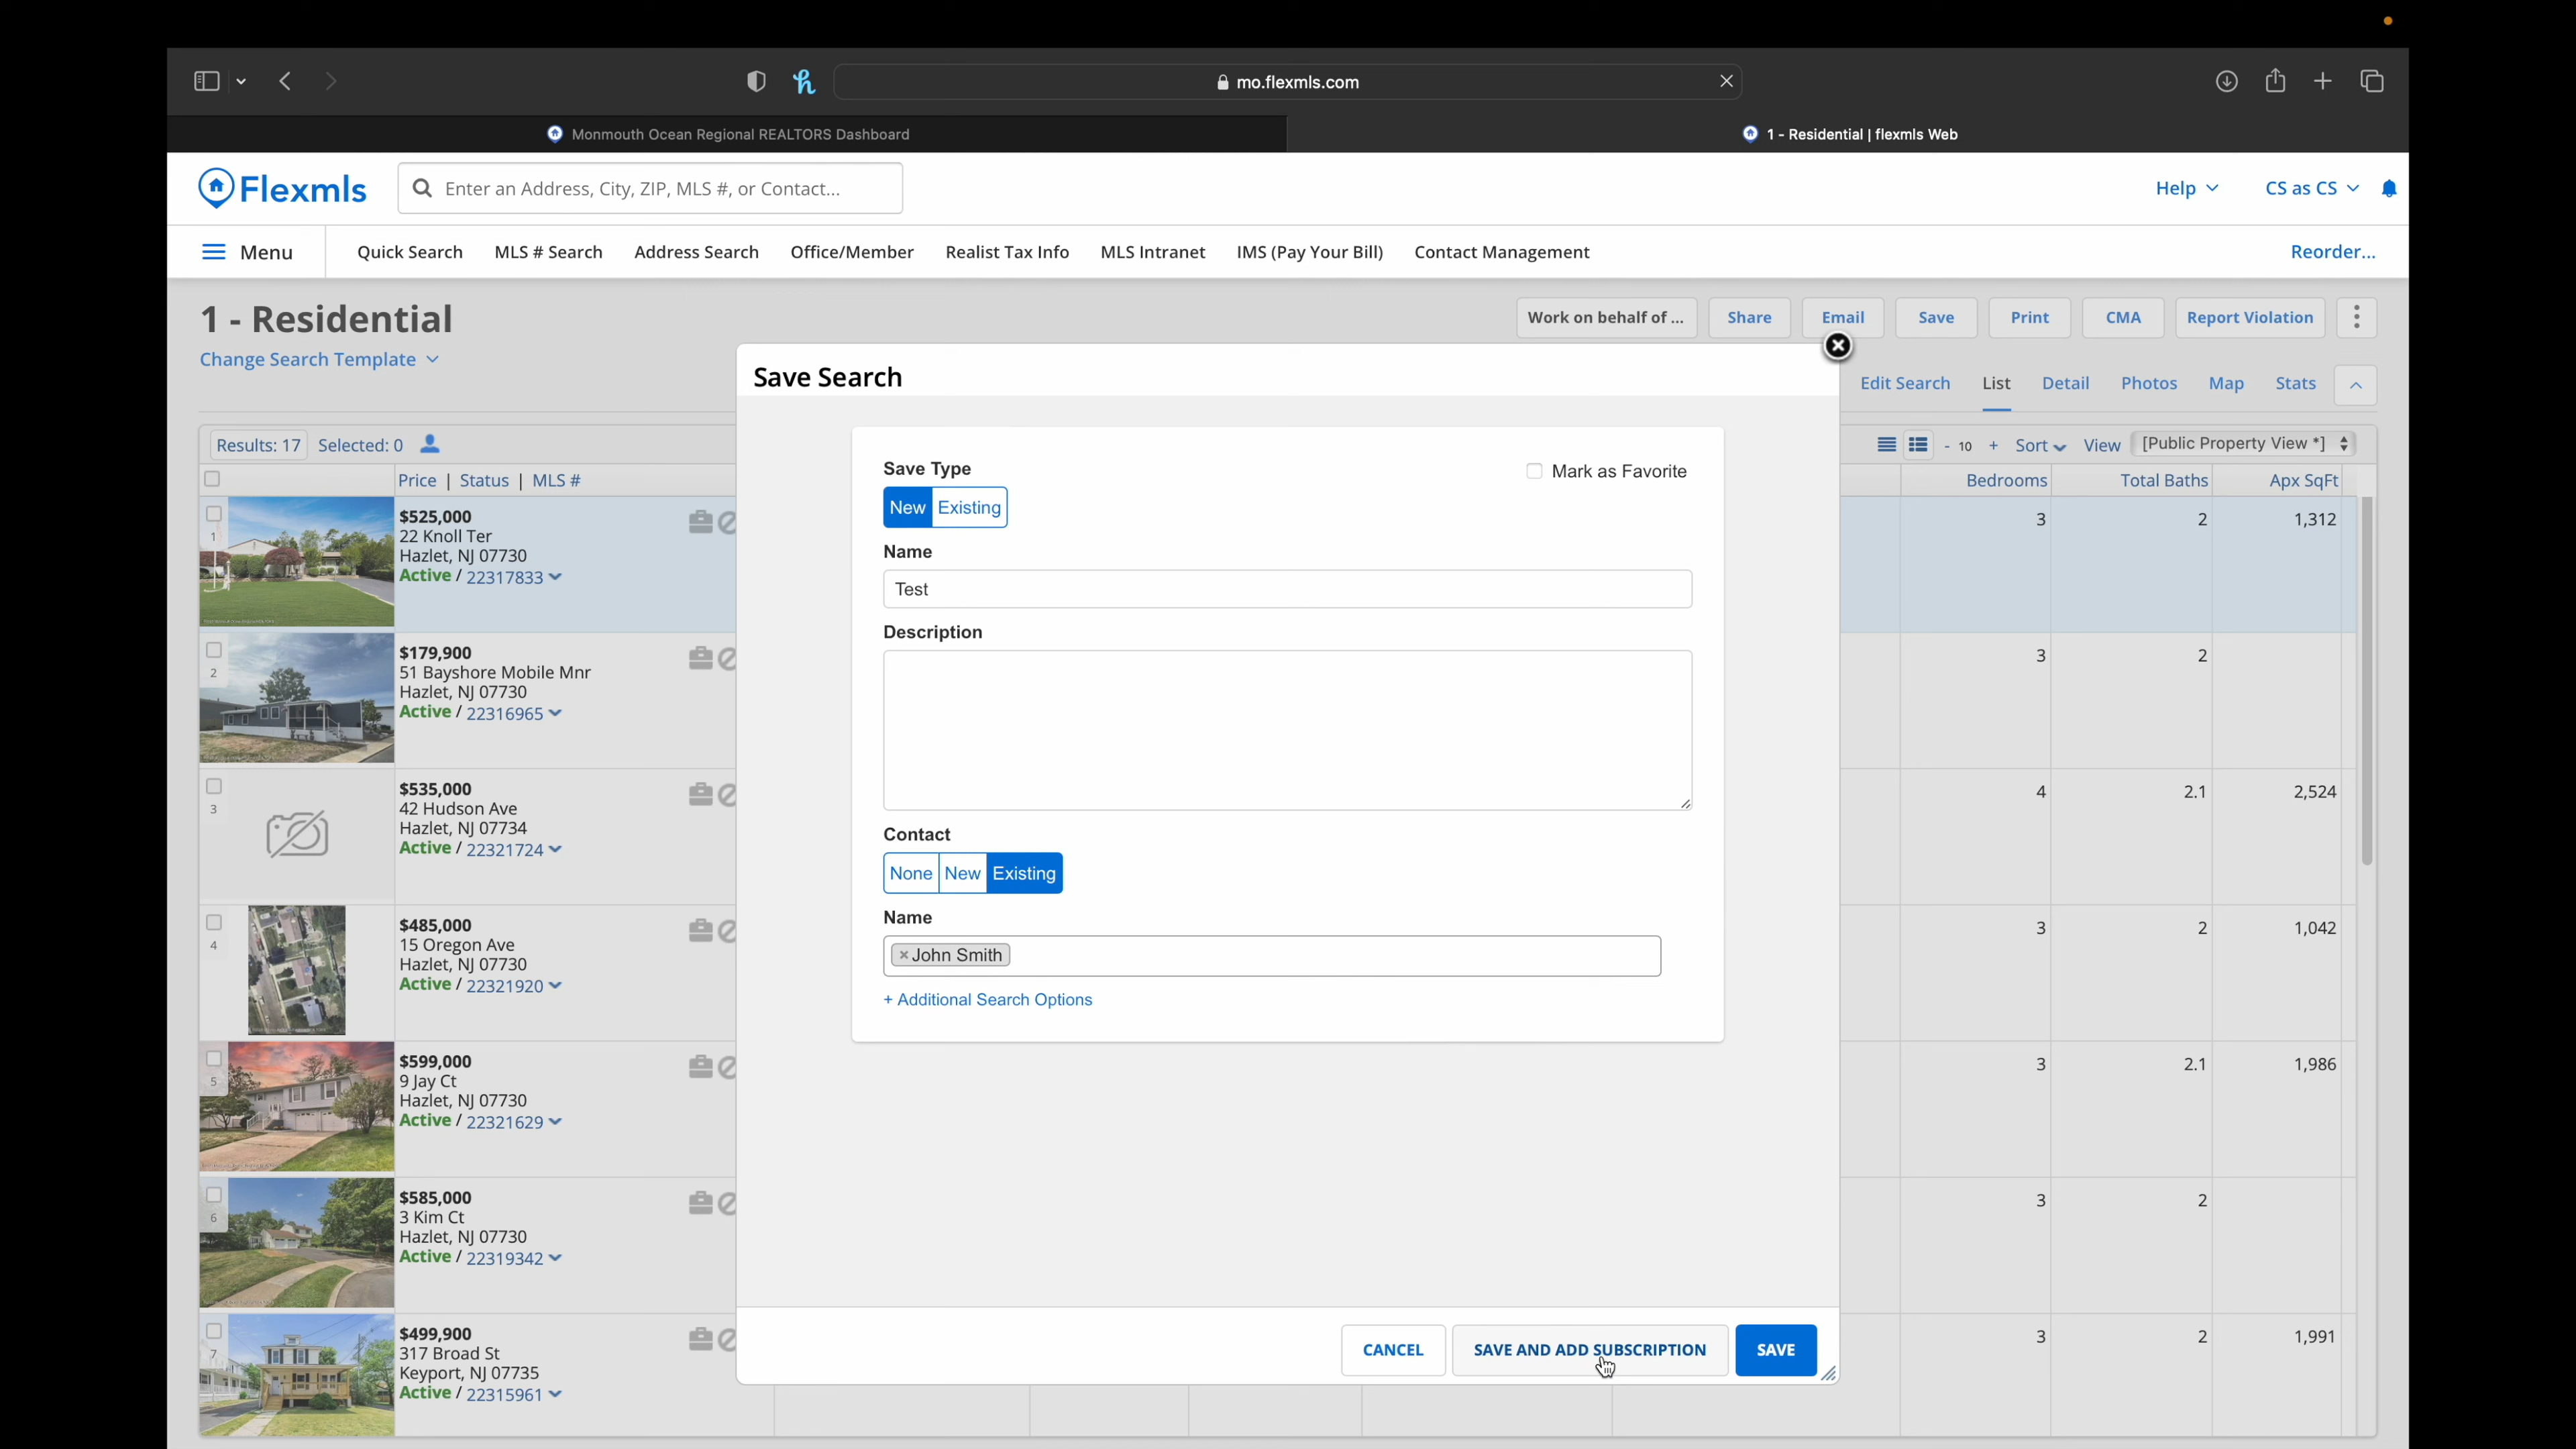 mo.flexmls.com
Monmouth Ocean Regional REALTORS Dashboard
1 - Residential | flexmls Web
Flexmls
Enter an Address, City, ZIP, MLS #, or Contact...
Help
CS as CS
Menu
Quick Search
MLS # Search
Address Search
Office/Member
Realist Tax Info
MLS Intranet
IMS (Pay Your Bill)
Contact Management
Reorder...
1 - Residential
Change Search Template
Work on behalf of ...
Share
Email
Save
Print
CMA
Report Violation
Edit Search
List
Detail
Photos
Map
Stats
Results: 17
Selected: 0
- 10 +
Sort
View
[Public Property View *]
Price | Status | MLS #
Bedrooms
Total Baths
Apx SqFt
1
$525,000
22 Knoll Ter
Hazlet, NJ 07730
Active / 22317833
3
2
1,312
2
$179,900
51 Bayshore Mobile Mnr
Hazlet, NJ 07730
Active / 22316965
3
2
3
$535,000
42 Hudson Ave
Hazlet, NJ 07734
Active / 22321724
4
2.1
2,524
4
$485,000
15 Oregon Ave
Hazlet, NJ 07730
Active / 22321920
3
2
1,042
5
$599,000
9 Jay Ct
Hazlet, NJ 07730
Active / 22321629
3
2.1
1,986
6
$585,000
3 Kim Ct
Hazlet, NJ 07730
Active / 22319342
3
2
7
$499,900
317 Broad St
Keyport, NJ 07735
Active / 22315961
3
2
1,991
Save Search
Save Type
Mark as Favorite
New
Existing
Name
Test
Description
Contact
None
New
Existing
Name
×John Smith
+ Additional Search Options
CANCEL
SAVE AND ADD SUBSCRIPTION
SAVE